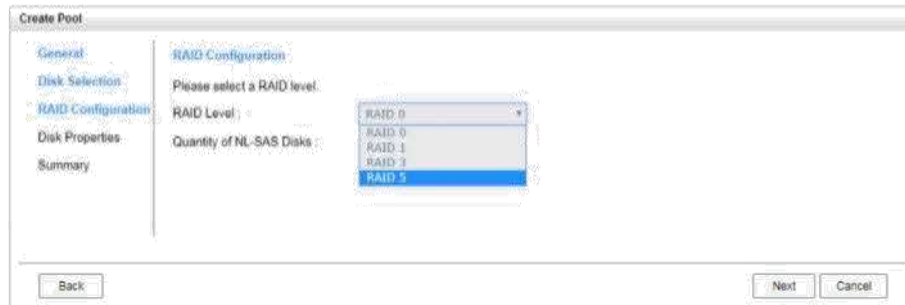 Create Pool
General
Disk Selection
RAID Configuration
Disk Properties
Summary
RAID Configuration
Please select a RAID level.
RAID Level :
RAID 0
RAID 0
RAID 1
RAID 3
RAID 5
Quantity of NL-SAS Disks :
Back
Next
Cancel